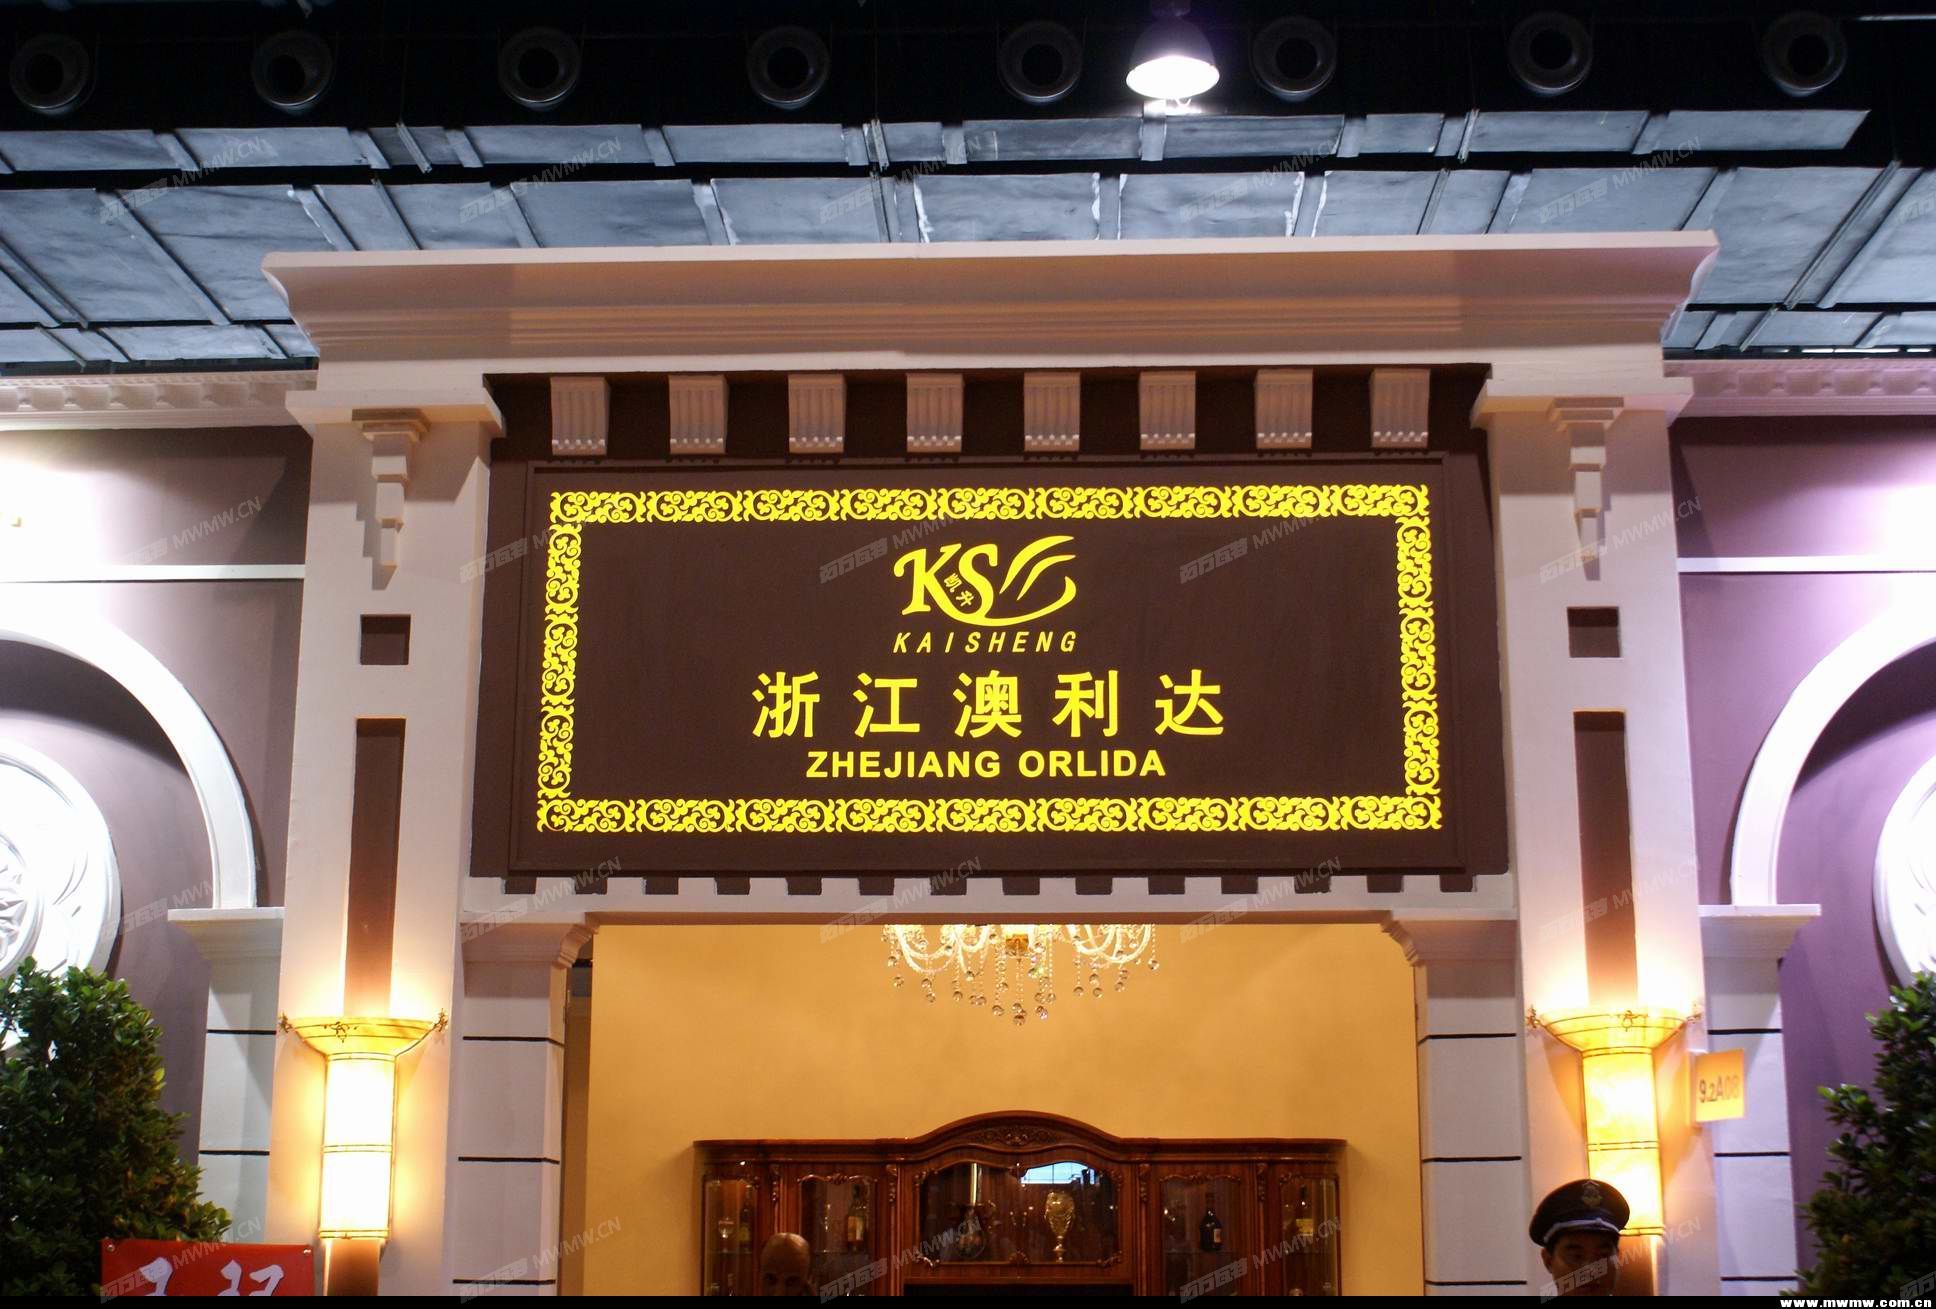 KS
凯升
KAISHENG
浙江澳利达
ZHEJIANG ORLIDA
9.2A08
www.mwmw.com.cn
MWMW.CN